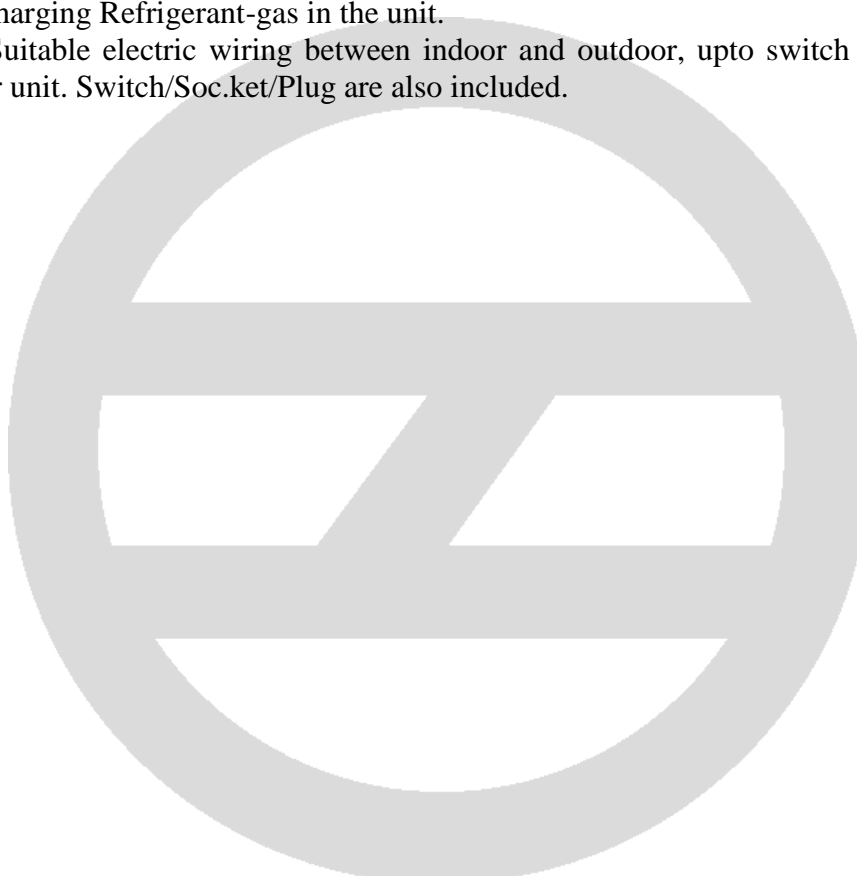 harging Refrigerant-gas in the unit.
Suitable electric wiring between indoor and outdoor, upto switch
r unit. Switch/Soc.ket/Plug are also included.